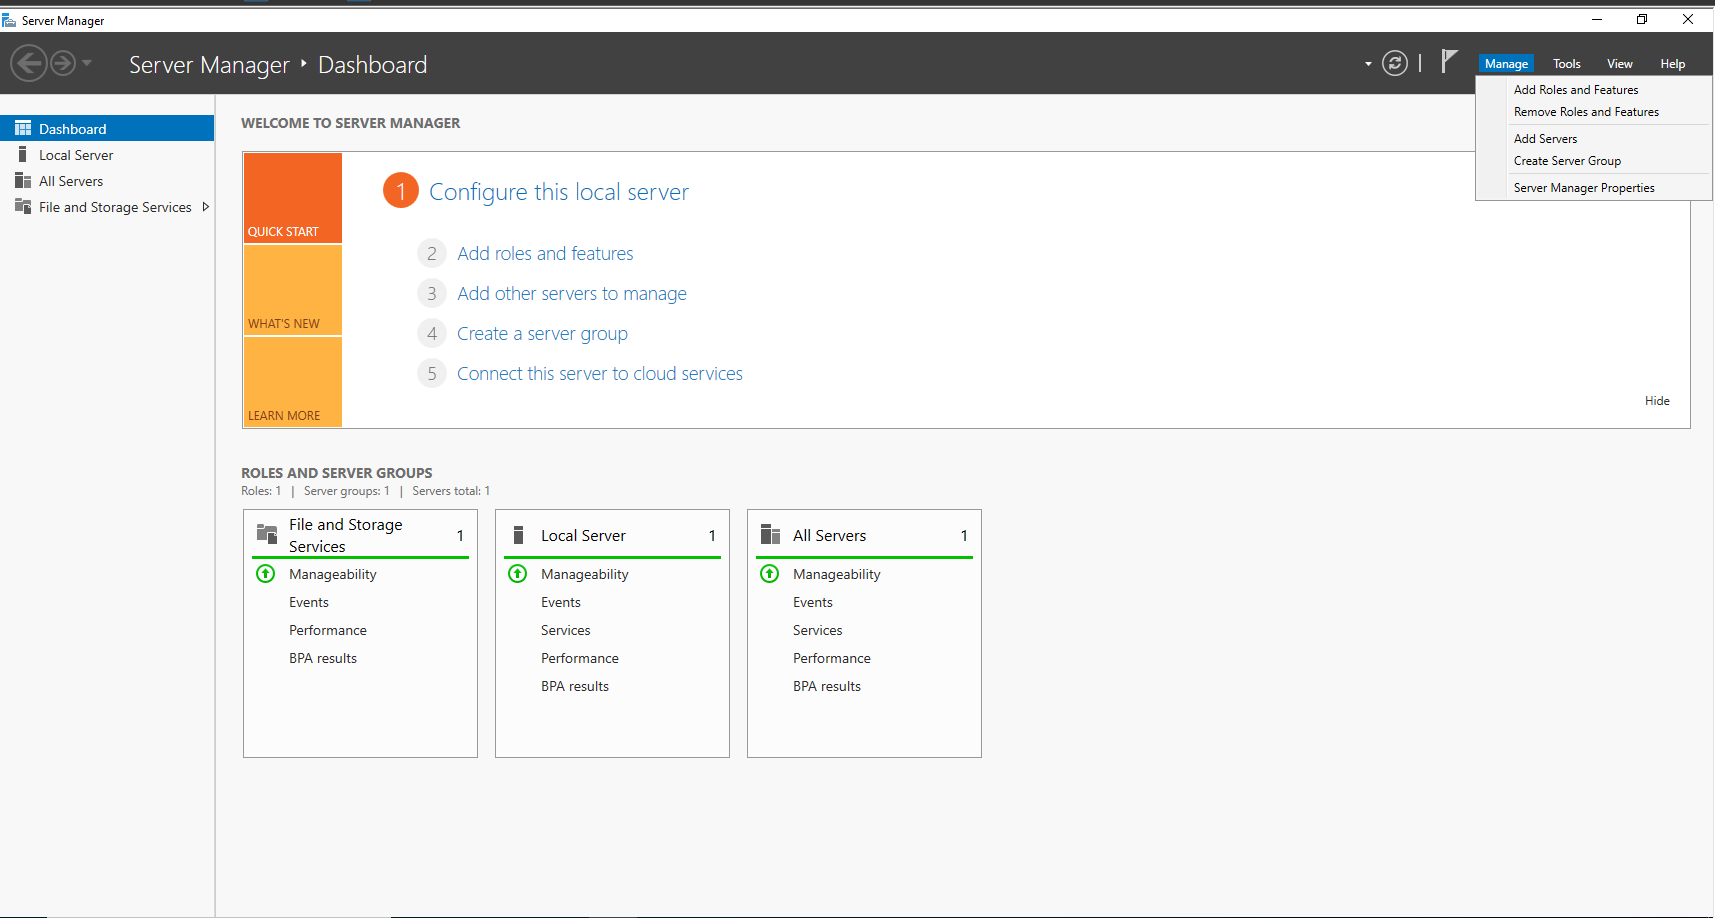 Server Manager
Server Manager Dashboard
Manage Tools View Help
Add Roles and Features
Remove Roles and Features
Add Servers
Create Server Group
Server Manager Properties
Dashboard
Local Server
All Servers
File and Storage Services
WELCOME TO SERVER MANAGER
QUICK START
WHAT'S NEW
LEARN MORE
1 Configure this local server
2 Add roles and features
3 Add other servers to manage
4 Create a server group
5 Connect this server to cloud services
Hide
ROLES AND SERVER GROUPS
Roles: 1 | Server groups: 1 | Servers total: 1
File and Storage
Services 1
Manageability
Events
Performance
BPA results
Local Server 1
Manageability
Events
Services
Performance
BPA results
All Servers 1
Manageability
Events
Services
Performance
BPA results